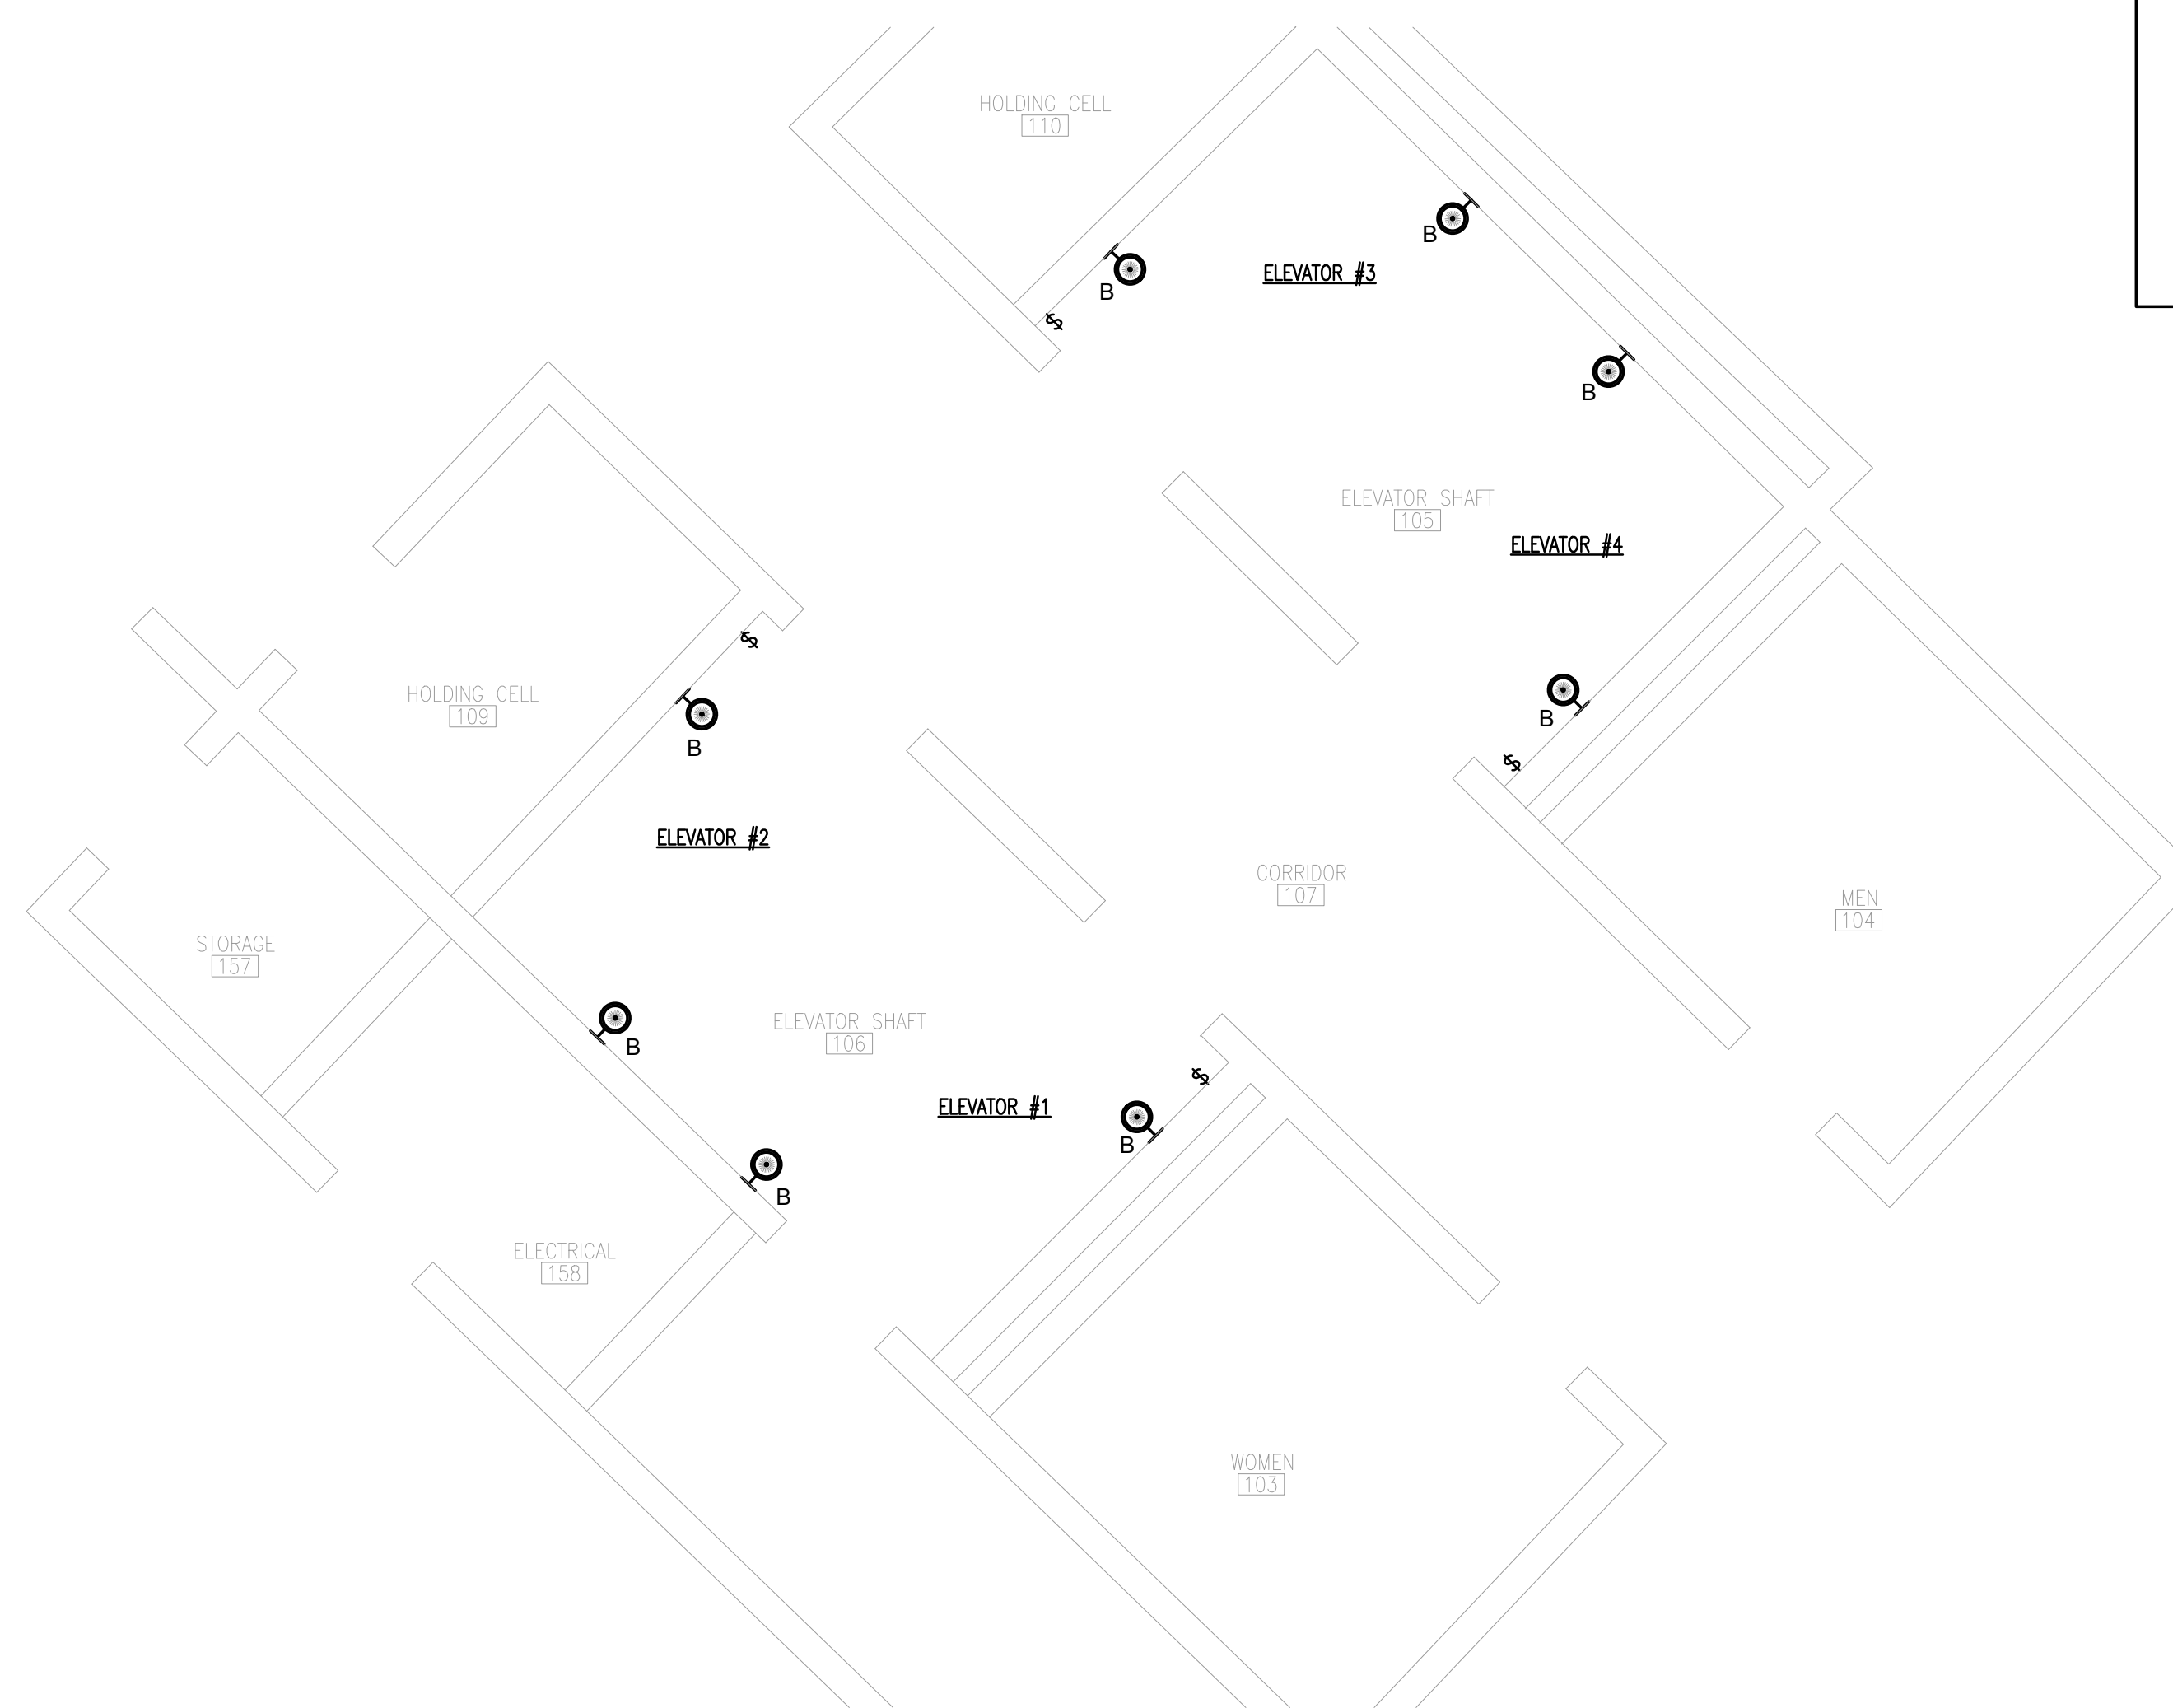 HOLDING CELL
110
B
B
ELEVATOR #3
$
B
ELEVATOR SHAFT
105
ELEVATOR #4
$
HOLDING CELL
109
B
B
$
ELEVATOR #2
CORRIDOR
107
MEN
104
STORAGE
157
B
ELEVATOR SHAFT
106
$
ELEVATOR #1
B
B
ELECTRICAL
158
WOMEN
103